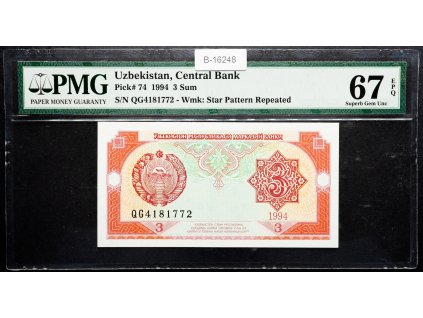 B-16248
PMG
PAPER MONEY GUARANTY
Uzbekistan, Central Bank
Pick# 74 1994 3 Sum
S/N QG4181772 - Wmk: Star Pattern Repeated
67 EPQ
Superb Gem Unc
3
QG4181772
1994
3
3